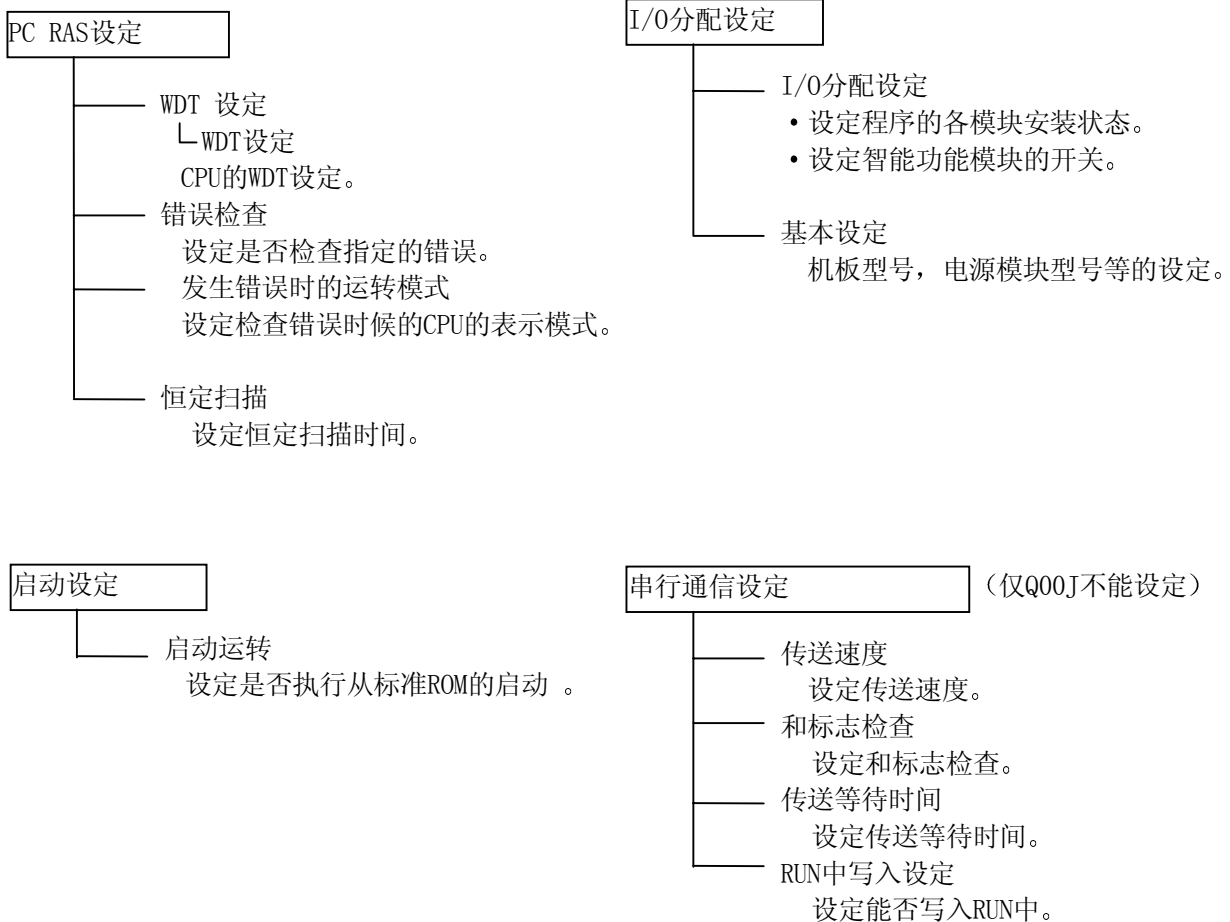 PC RAS设定
WDT 设定
WDT设定
CPU的WDT设定。
错误检查
设定是否检查指定的错误。
发生错误时的运转模式
设定检查错误时候的CPU的表示模式。
恒定扫描
设定恒定扫描时间。
I/O分配设定
I/O分配设定
·设定程序的各模块安装状态。
·设定智能功能模块的开关。
基本设定
机板型号，电源模块型号等的设定。
启动设定
启动运转
设定是否执行从标准ROM的启动 。
串行通信设定 （仅Q00J不能设定）
传送速度
设定传送速度。
和标志检查
设定和标志检查。
传送等待时间
设定传送等待时间。
RUN中写入设定
设定能否写入RUN中。